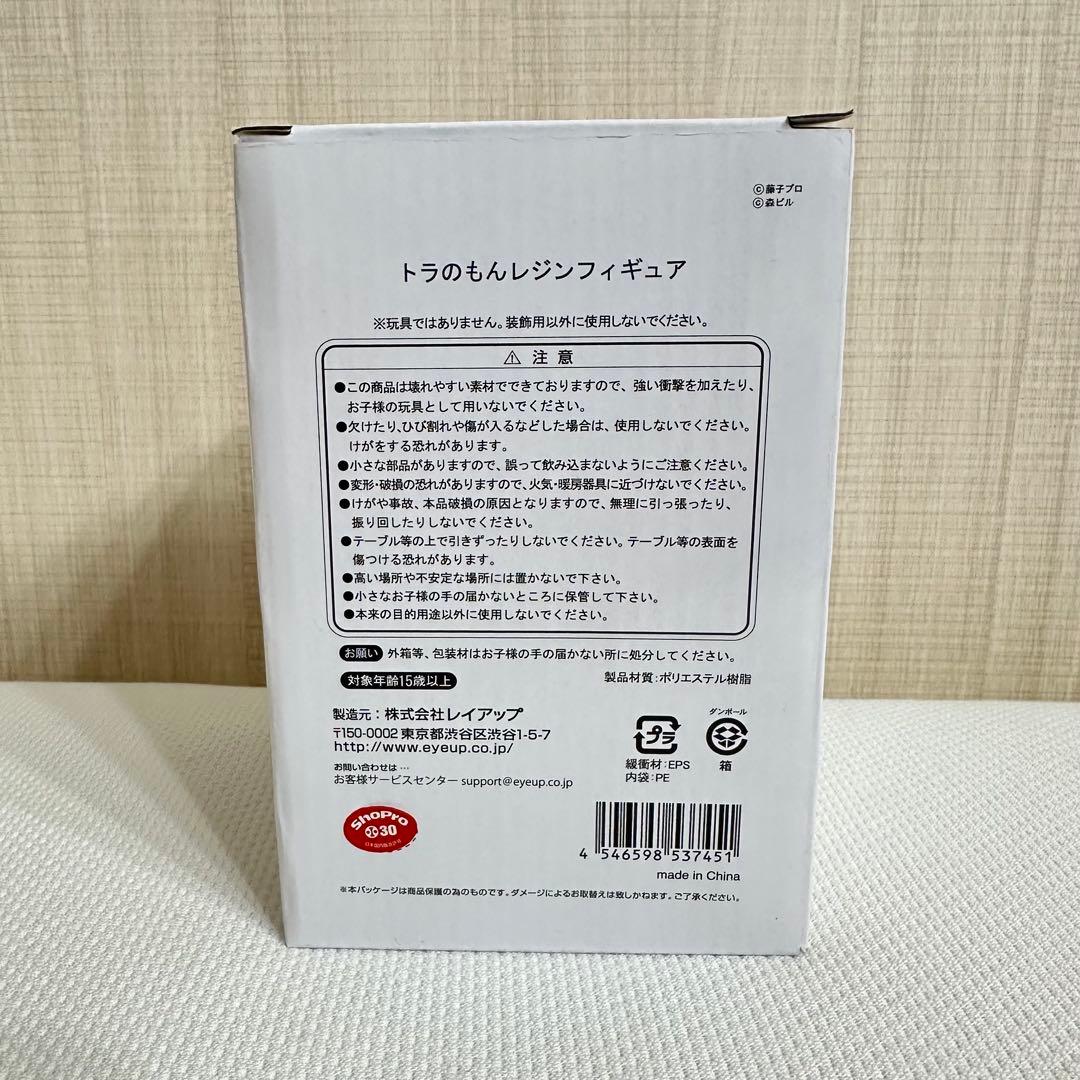 ©藤子プロ
©森ビル
トラのもんレジンフィギュア
※玩具ではありません。装飾用以外に使用しないでください。
⚠ 注意
●この商品は壊れやすい素材でできておりますので、強い衝撃を加えたり、
お子様の玩具として用いないでください。
●欠けたり、ひび割れや傷が入るなどした場合は、使用しないでください。
けがをする恐れがあります。
●小さな部品がありますので、誤って飲み込まないようにご注意ください。
●変形・破損の恐れがありますので、火気・暖房器具に近づけないでください。
●けがや事故、本品破損の原因となりますので、無理に引っ張ったり、
振り回したりしないでください。
●テーブル等の上で引きずったりしないでください。テーブル等の表面を
傷つける恐れがあります。
●高い場所や不安定な場所には置かないで下さい。
●小さなお子様の手の届かないところに保管して下さい。
●本来の目的用途以外に使用しないでください。
お願い 外箱等、包装材はお子様の手の届かない所に処分してください。
対象年齢15歳以上
製品材質：ポリエステル樹脂
製造元：株式会社レイアップ
〒150-0002 東京都渋谷区渋谷1-5-7
http://www.eyeup.co.jp/
お問い合わせは…
お客様サービスセンター support@eyeup.co.jp
プラ
緩衝材：EPS
内袋：PE
ダンボール
箱
ShoPro
30
4 546598 537451
made in China
※本パッケージは商品保護の為のものです。ダメージによるお取替えは致しかねます。ご了承ください。